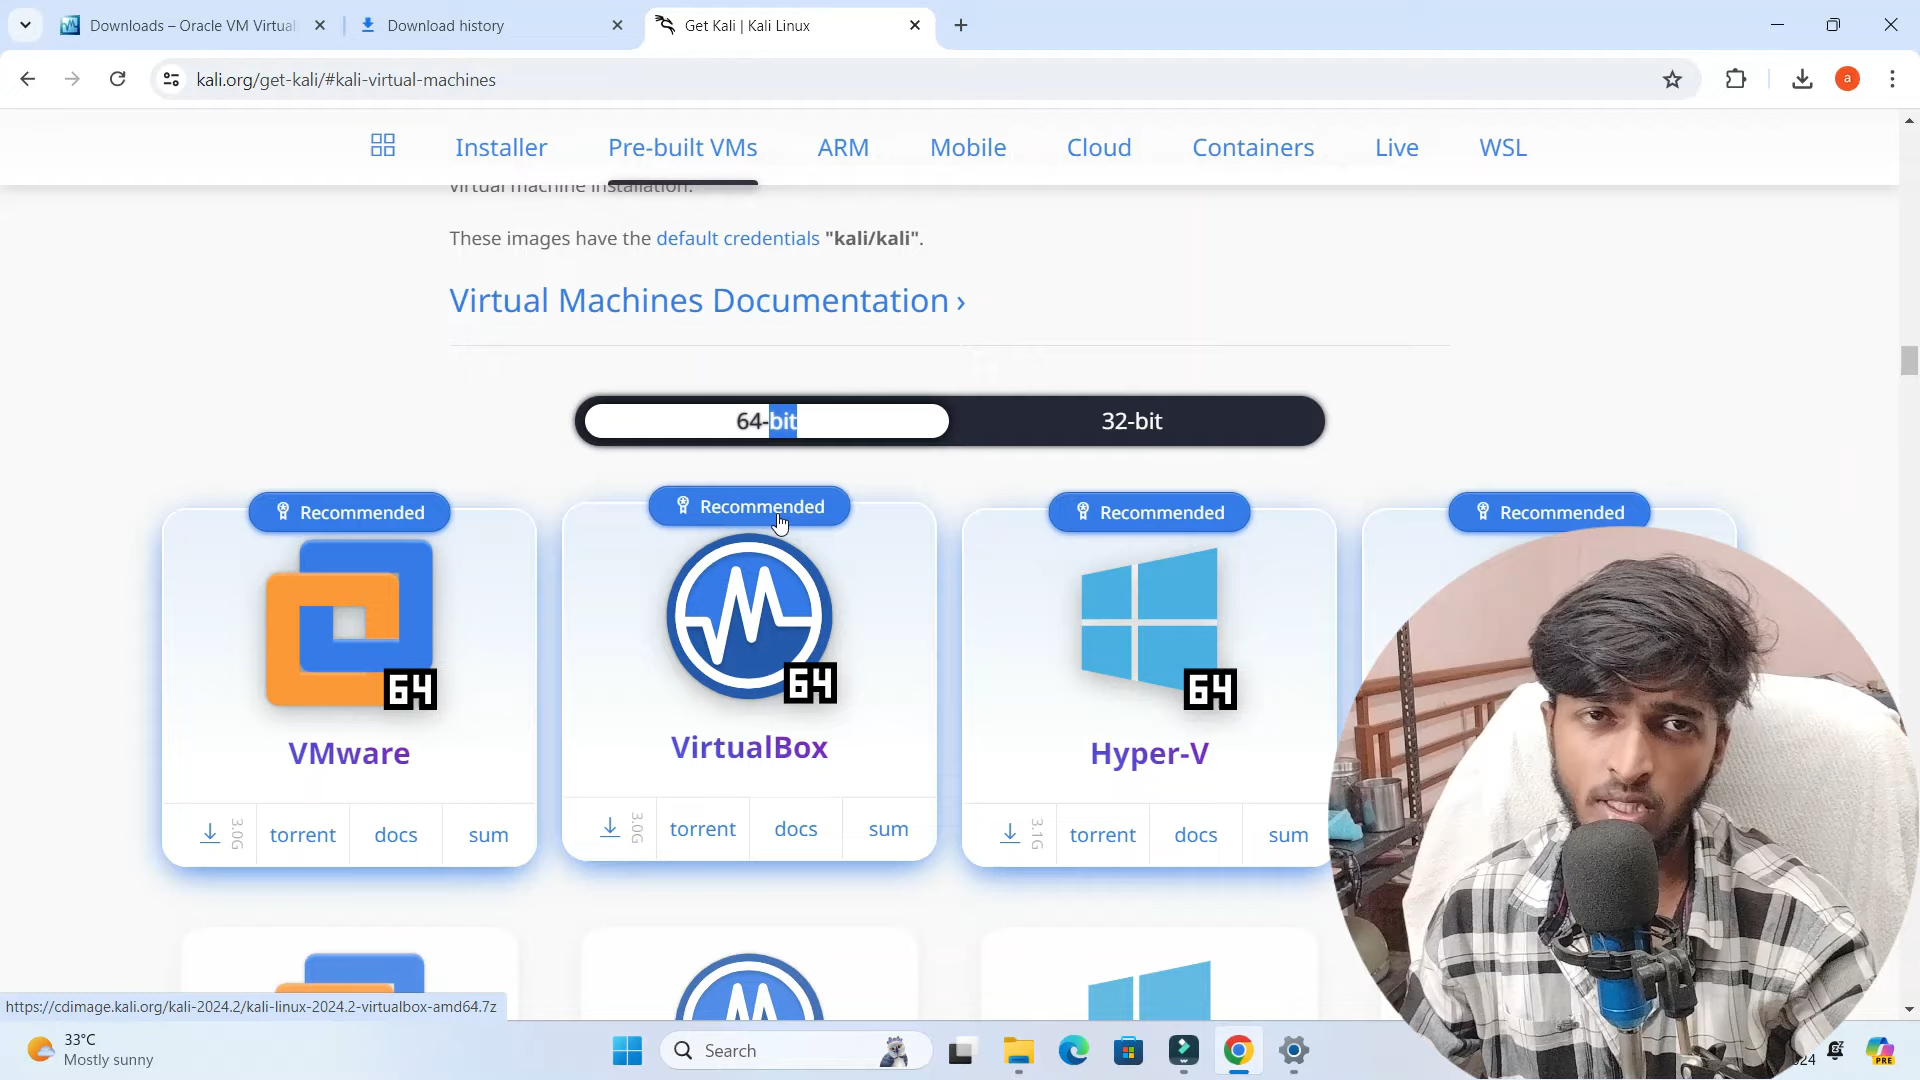 Downloads – Oracle VM Virtual
Download history
Get Kali | Kali Linux
kali.org/get-kali/#kali-virtual-machines
a
Installer
Pre-built VMs
ARM
Mobile
Cloud
Containers
Live
WSL
virtual machine installation.
These images have the default credentials "kali/kali".
Virtual Machines Documentation ›
64-bit
32-bit
Recommended
Recommended
Recommended
Recommended
64
64
64
VMware
VirtualBox
Hyper-V
3.0G
torrent
docs
sum
3.0G
torrent
docs
sum
3.1G
torrent
docs
sum
https://cdimage.kali.org/kali-2024.2/kali-linux-2024.2-virtualbox-amd64.7z
33°C
Mostly sunny
Search
PRE